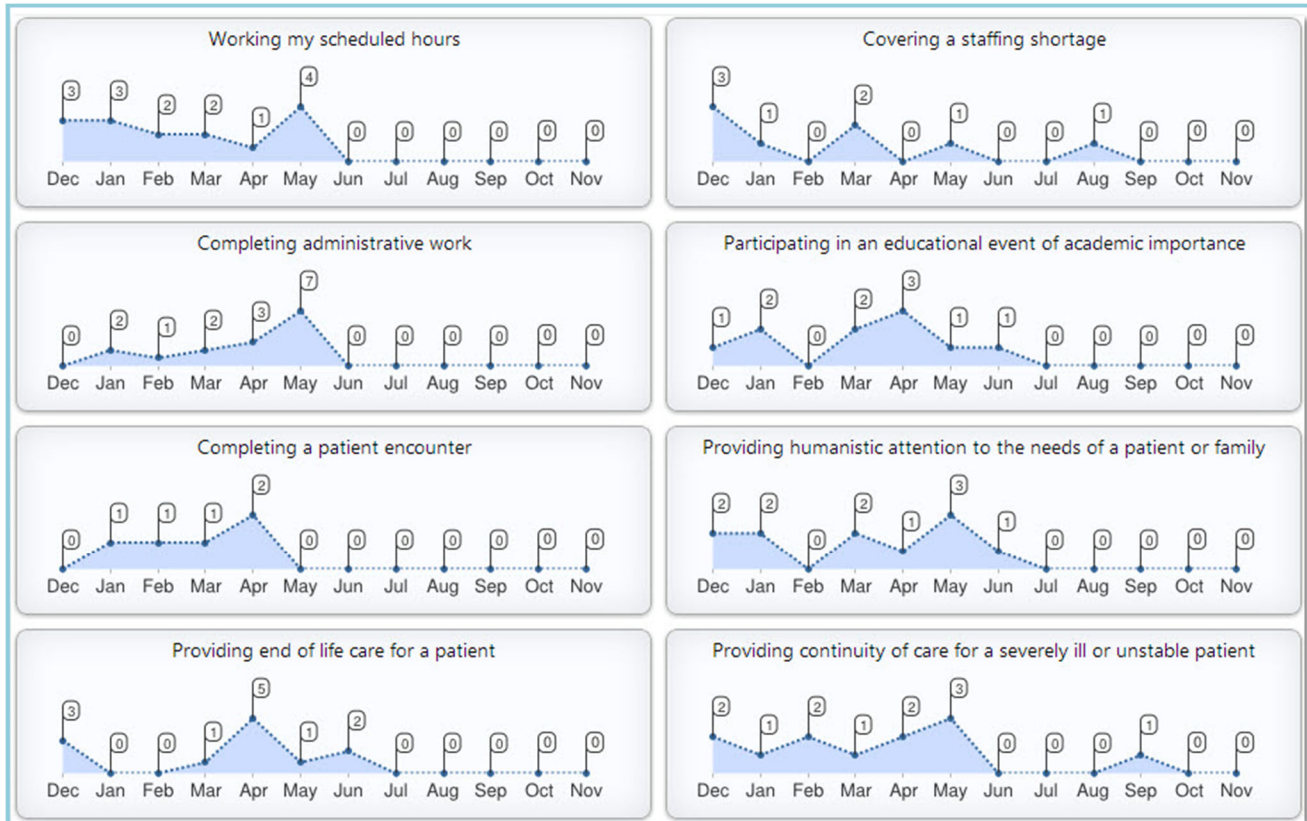 Working my scheduled hours
3 3 2 2 1 4 0 0 0 0 0 0
Dec Jan Feb Mar Apr May Jun Jul Aug Sep Oct Nov
Covering a staffing shortage
3 1 0 2 0 1 0 0 1 0 0 0
Dec Jan Feb Mar Apr May Jun Jul Aug Sep Oct Nov
Completing administrative work
0 2 1 2 3 7 0 0 0 0 0 0
Dec Jan Feb Mar Apr May Jun Jul Aug Sep Oct Nov
Participating in an educational event of academic importance
1 2 0 2 3 1 1 0 0 0 0 0
Dec Jan Feb Mar Apr May Jun Jul Aug Sep Oct Nov
Completing a patient encounter
0 1 1 1 2 0 0 0 0 0 0 0
Dec Jan Feb Mar Apr May Jun Jul Aug Sep Oct Nov
Providing humanistic attention to the needs of a patient or family
2 2 0 2 1 3 1 0 0 0 0 0
Dec Jan Feb Mar Apr May Jun Jul Aug Sep Oct Nov
Providing end of life care for a patient
3 0 0 1 5 1 2 0 0 0 0 0
Dec Jan Feb Mar Apr May Jun Jul Aug Sep Oct Nov
Providing continuity of care for a severely ill or unstable patient
2 1 2 1 2 3 0 0 0 1 0 0
Dec Jan Feb Mar Apr May Jun Jul Aug Sep Oct Nov